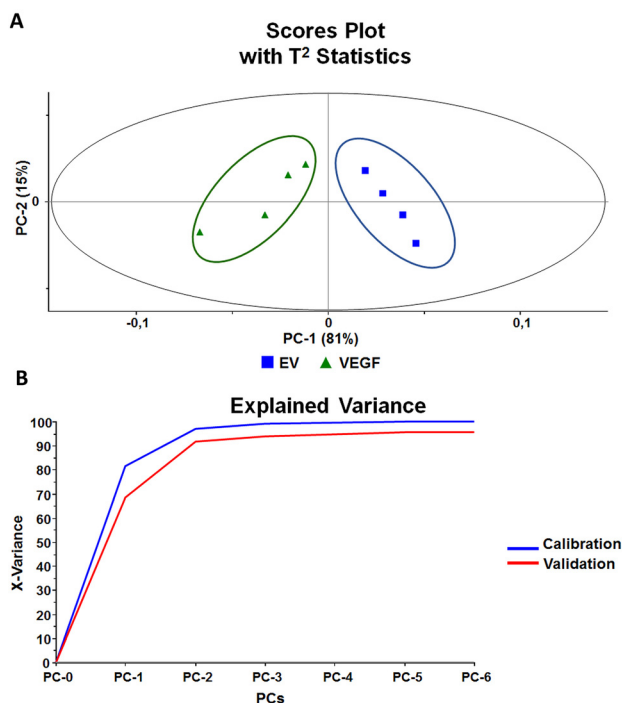 A
Scores Plot
with T² Statistics
PC-2 (15%)
0
-0,1
0
0,1
PC-1 (81%)
EV
VEGF
B
Explained Variance
X-Variance
100
90
80
70
60
50
40
30
20
10
0
PC-0
PC-1
PC-2
PC-3
PC-4
PC-5
PC-6
PCs
Calibration
Validation